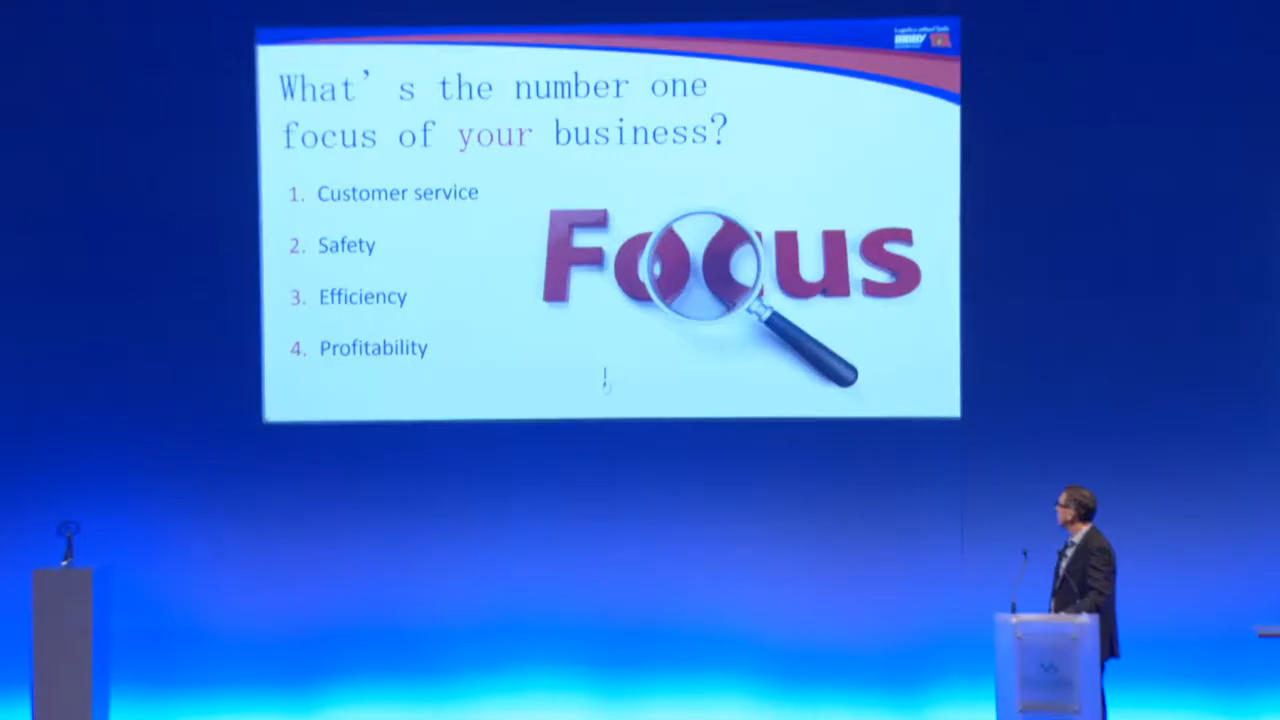 What's the number one
focus of your business?
1. Customer service
2. Safety
3. Efficiency
4. Profitability
Focus